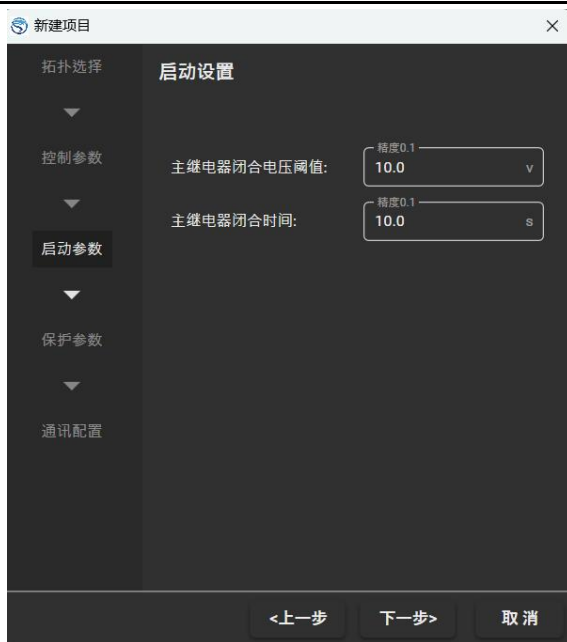 新建项目
拓扑选择
控制参数
启动参数
保护参数
通讯配置
启动设置
精度0.1
主继电器闭合电压阈值: 10.0 v
精度0.1
主继电器闭合时间: 10.0 s
<上一步 下一步> 取消